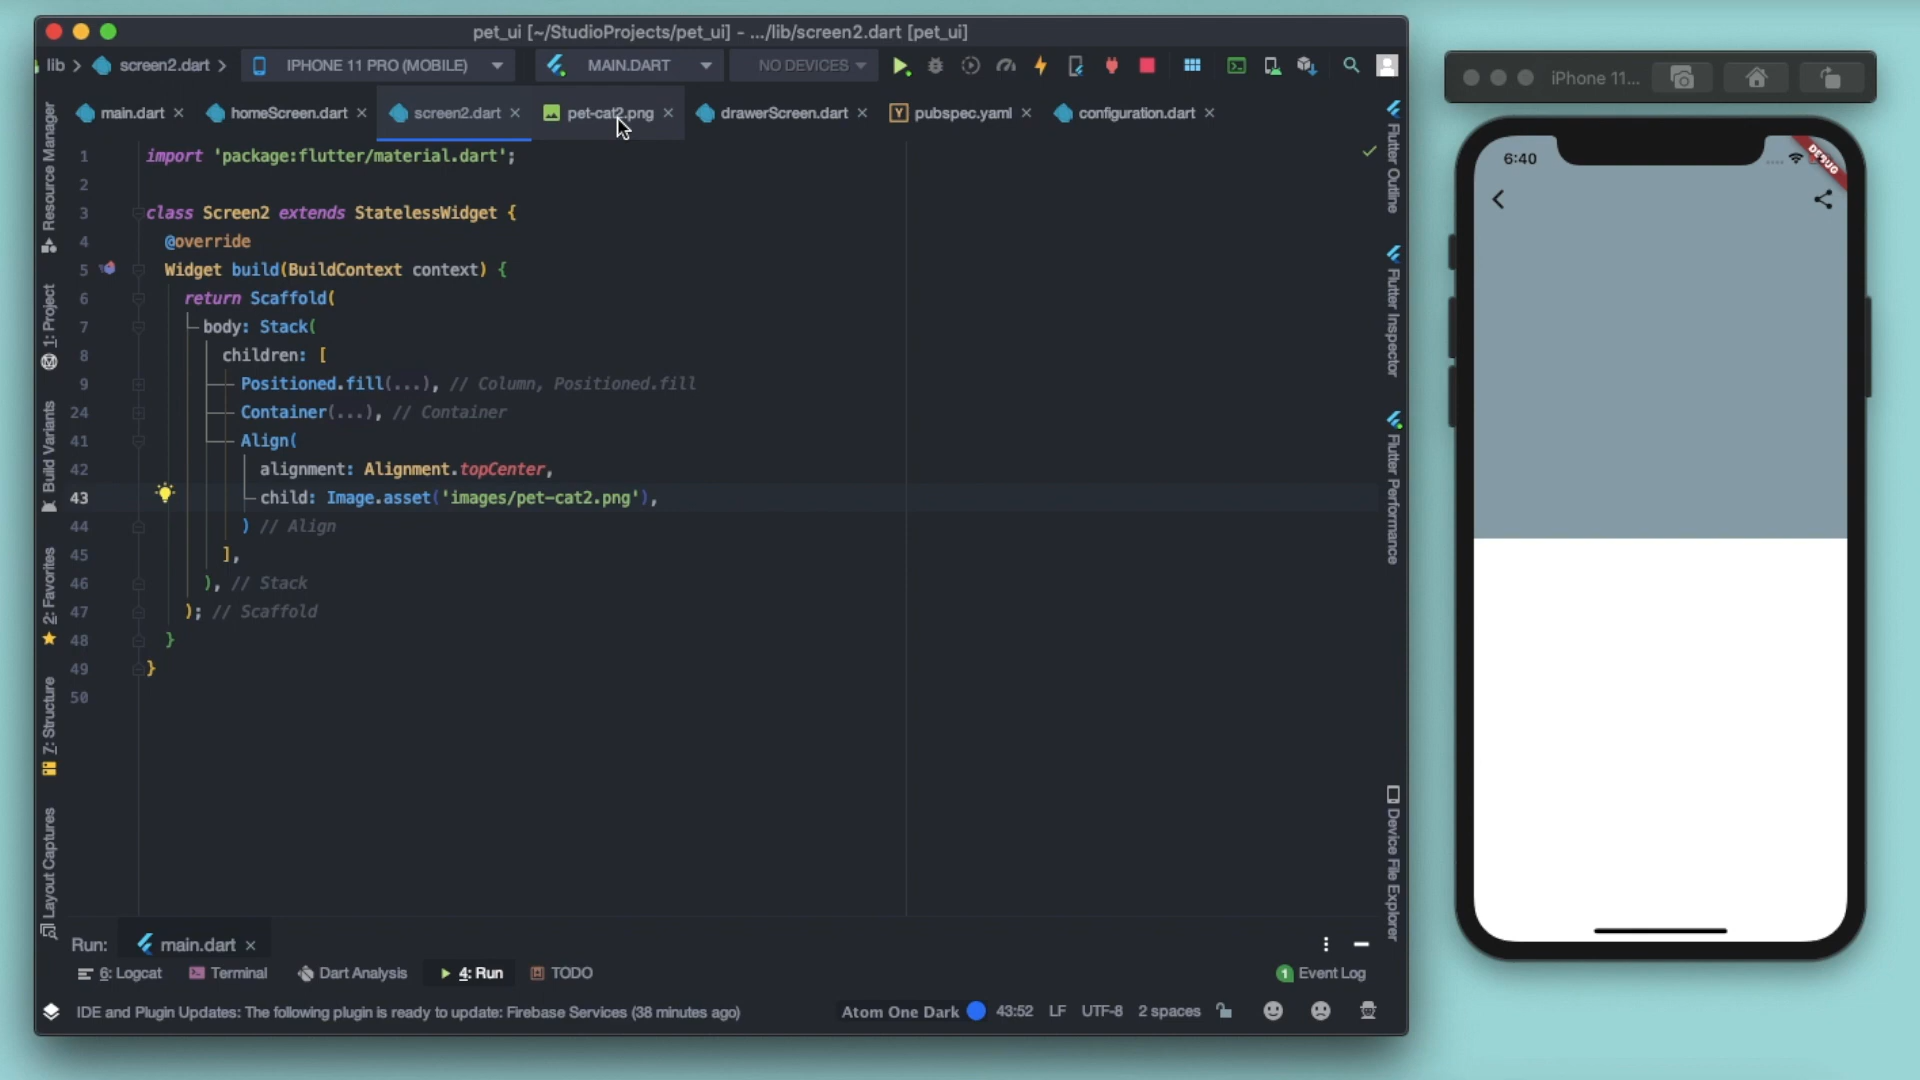 pet_ui [~/StudioProjects/pet_ui] - .../lib/screen2.dart [pet_ui]
lib > screen2.dart > IPHONE 11 PRO (MOBILE) MAIN.DART NO DEVICES
main.dart homeScreen.dart screen2.dart pet-cat2.png drawerScreen.dart pubspec.yaml configuration.dart
1 import 'package:flutter/material.dart';
2
3 class Screen2 extends StatelessWidget {
4 @override
5 Widget build(BuildContext context) {
6 return Scaffold(
7 body: Stack(
8 children: [
9 Positioned.fill(...), // Column, Positioned.fill
24 Container(...), // Container
41 Align(
42 alignment: Alignment.topCenter,
43 child: Image.asset('images/pet-cat2.png'),
44 ) // Align
45 ],
46 ), // Stack
47 ); // Scaffold
48 }
49 }
50
Resource Manager
1: Project
Build Variants
2: Favorites
7: Structure
Layout Captures
Flutter Outline
Flutter Inspector
Flutter Performance
Device File Explorer
Run: main.dart
6: Logcat Terminal Dart Analysis 4: Run TODO 1 Event Log
IDE and Plugin Updates: The following plugin is ready to update: Firebase Services (38 minutes ago) Atom One Dark 43:52 LF UTF-8 2 spaces
iPhone 11...
6:40
DEBUG